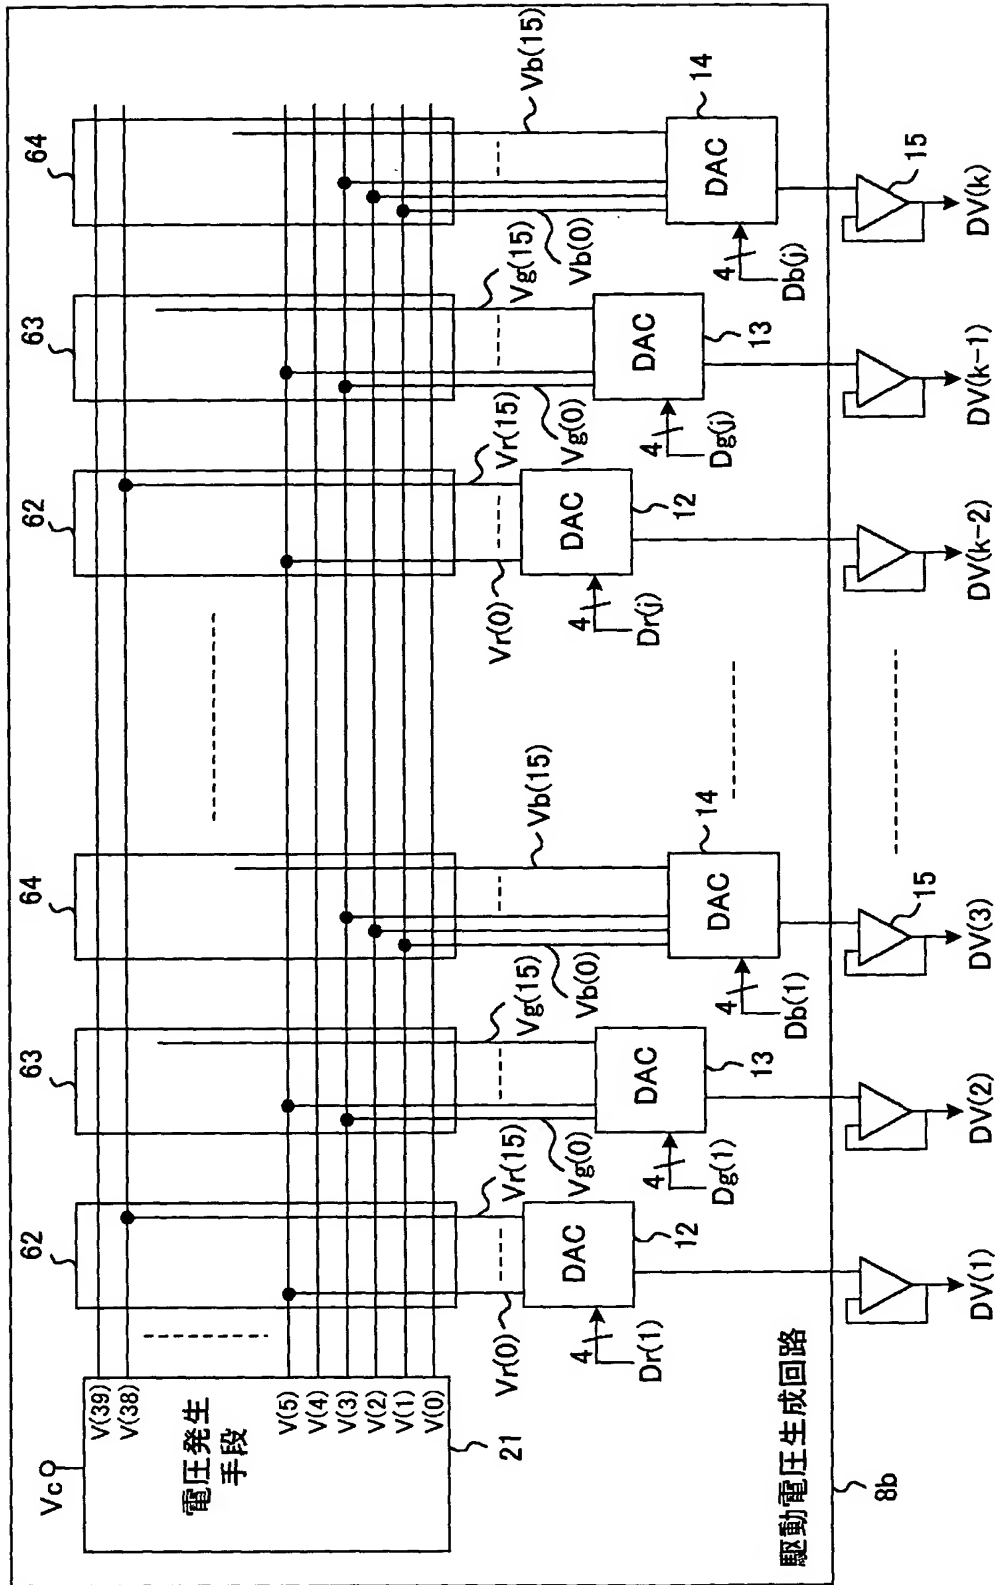 Vc
電圧発生
手段
21
V(39)
V(38)
V(5)
V(4)
V(3)
V(2)
V(1)
V(0)
62
63
64
62
63
64
Vr(0)
Vr(15)
Vg(0)
Vg(15)
Vb(0)
Vb(15)
Vr(0)
Vr(15)
Vg(0)
Vg(15)
Vb(0)
Vb(15)
DAC
12
DAC
13
DAC
14
DAC
12
DAC
13
DAC
14
4
Dr(1)
4
Dg(1)
4
Db(1)
4
Dr(j)
4
Dg(j)
4
Db(j)
15
15
駆動電圧生成回路
8b
DV(1)
DV(2)
DV(3)
DV(k-2)
DV(k-1)
DV(k)